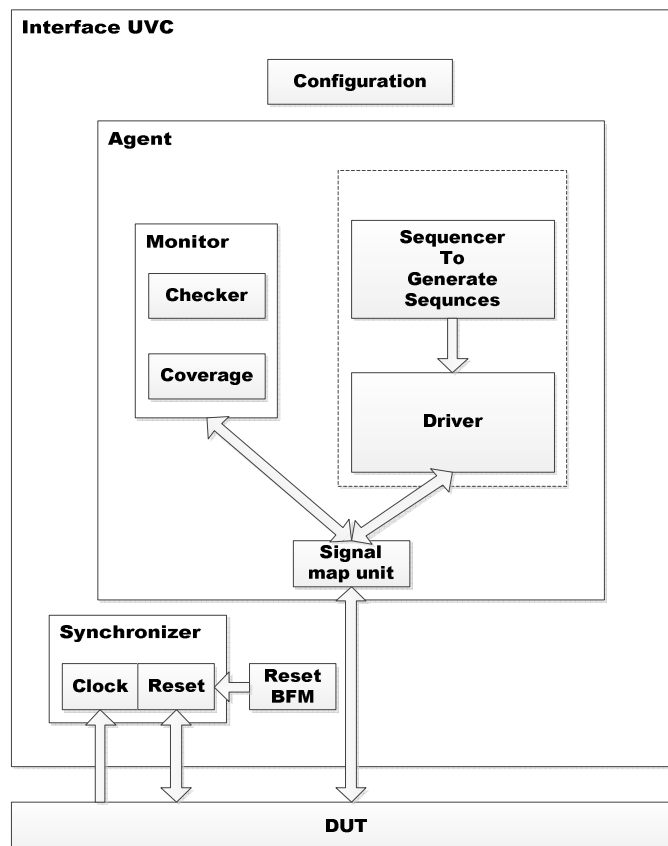 Interface UVC
Configuration
Agent
Monitor
Checker
Coverage
Sequencer
To
Generate
Sequnces
Driver
Signal
map unit
Synchronizer
Clock
Reset
Reset
BFM
DUT